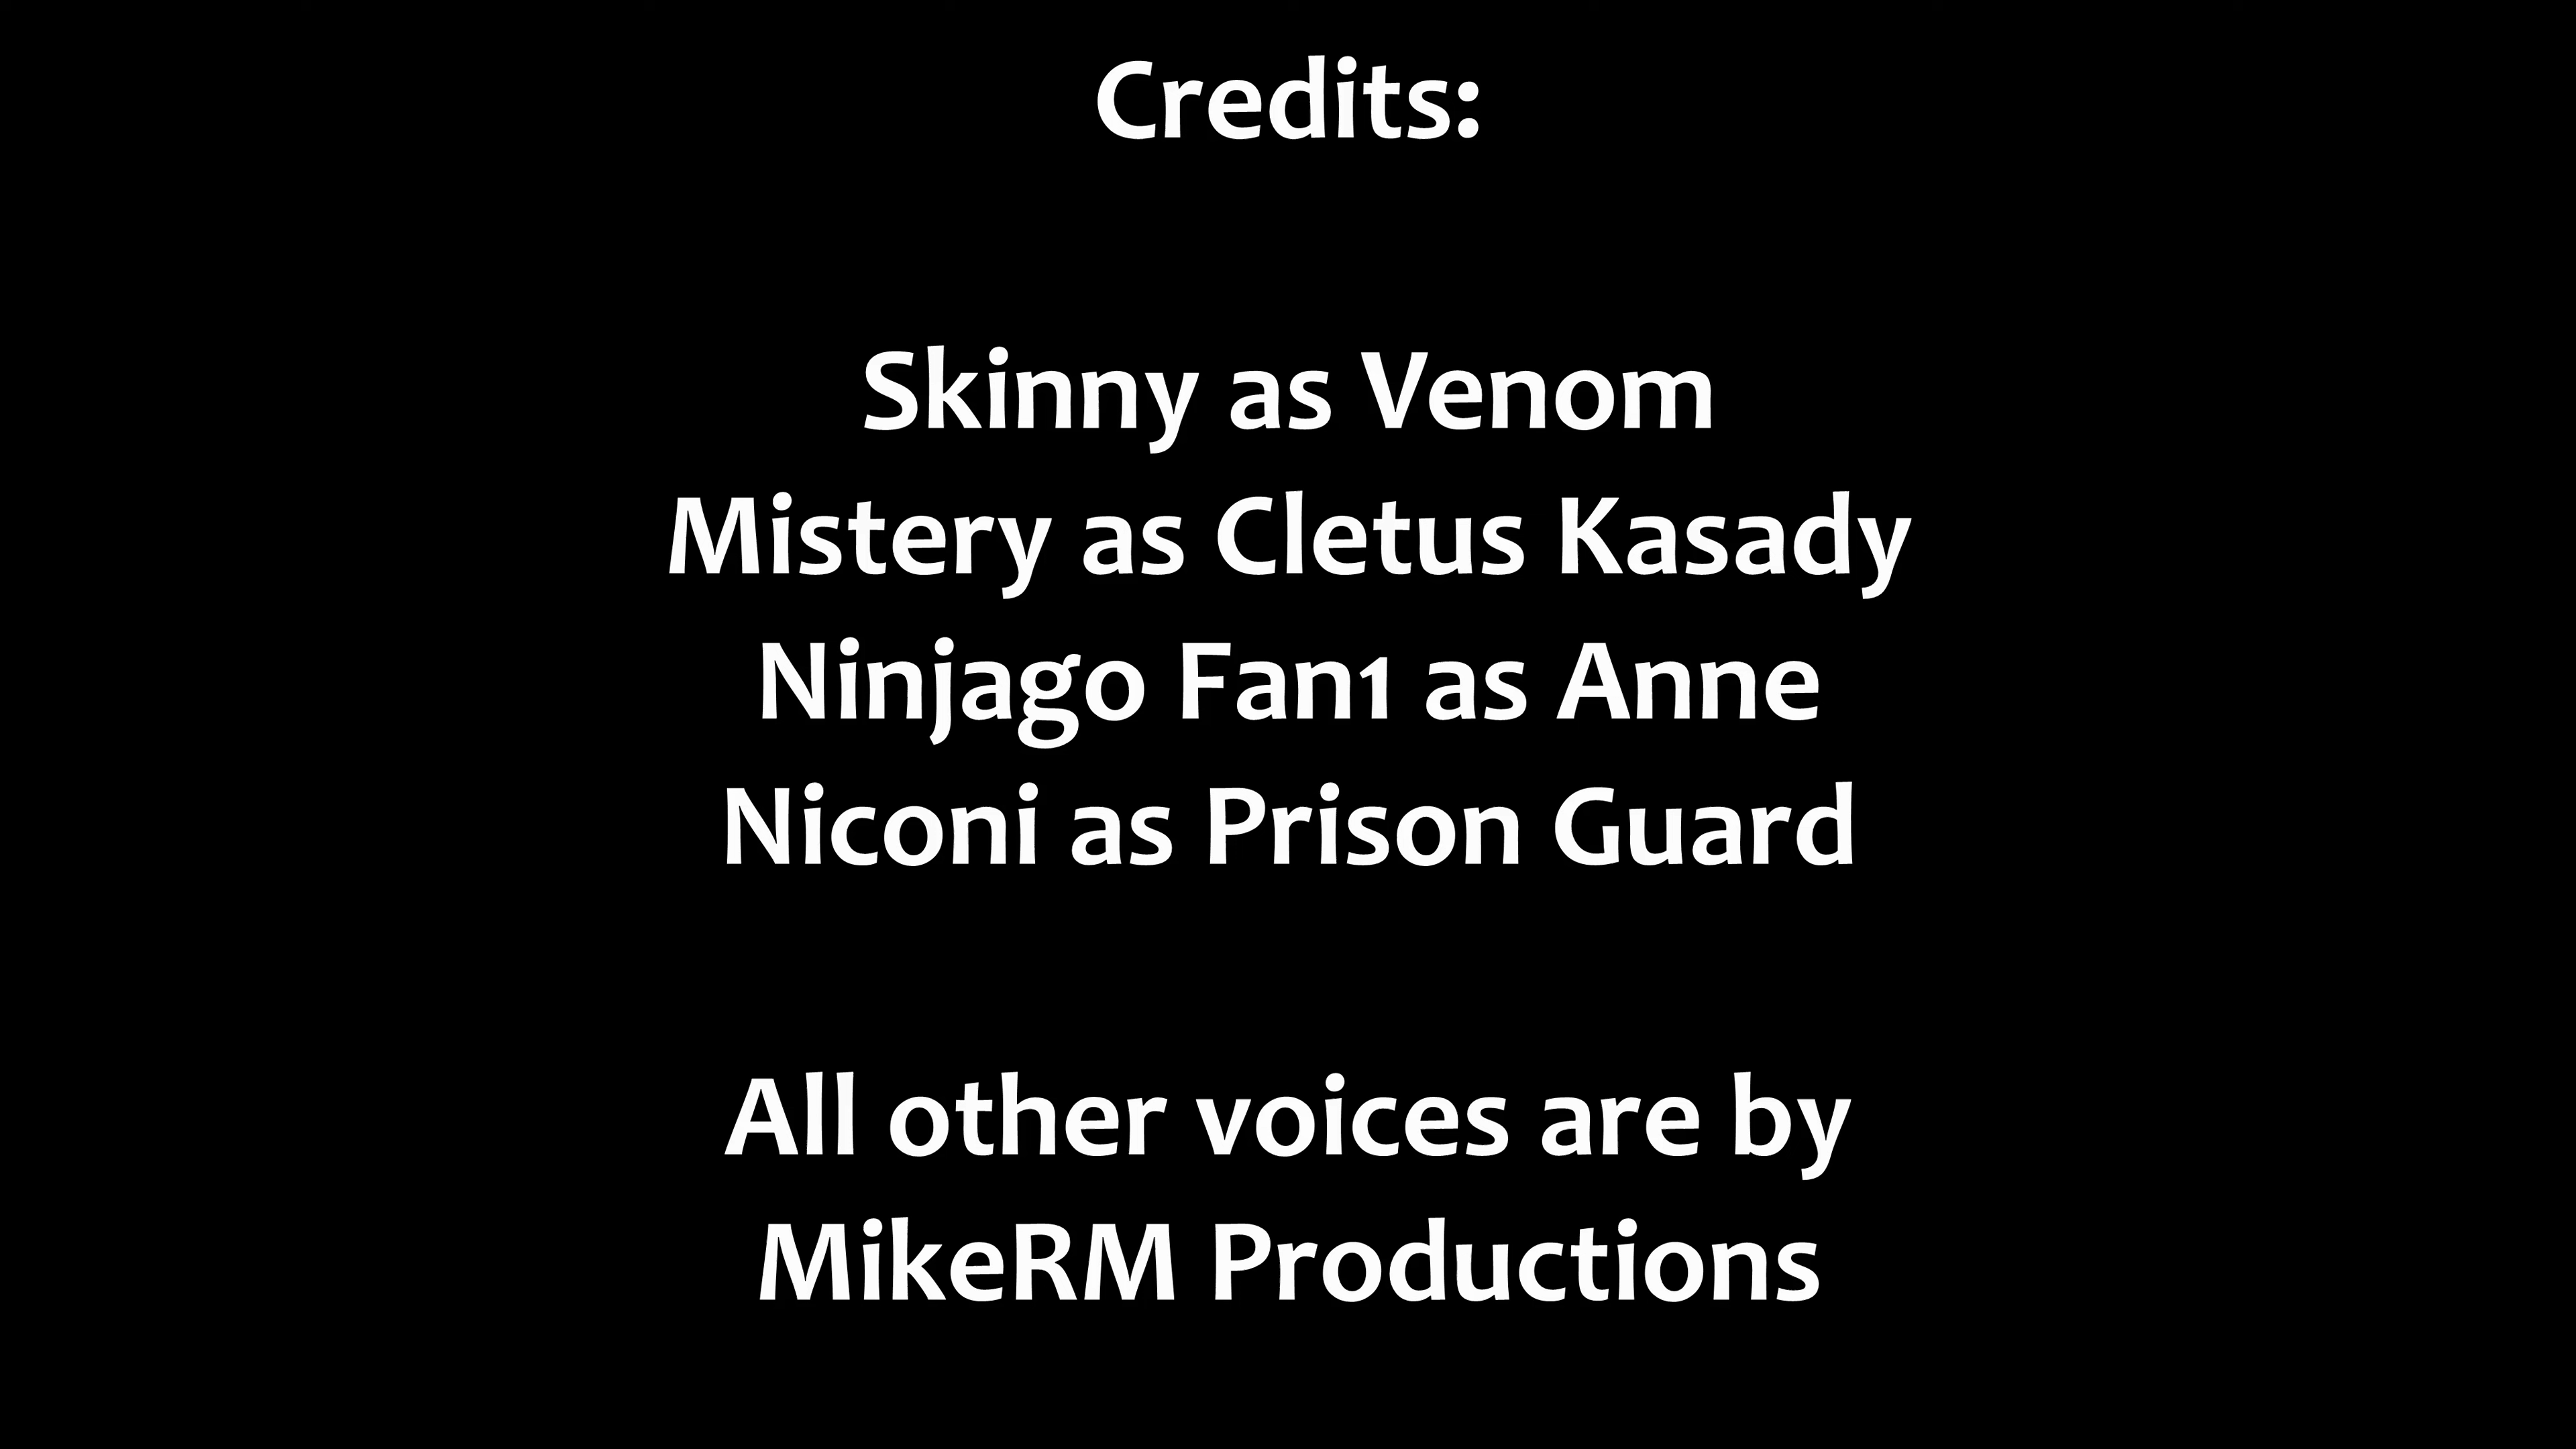 Credits:
Skinny as Venom
Mistery as Cletus Kasady
Ninjago Fan1 as Anne
Niconi as Prison Guard
All other voices are by
MikeRM Productions